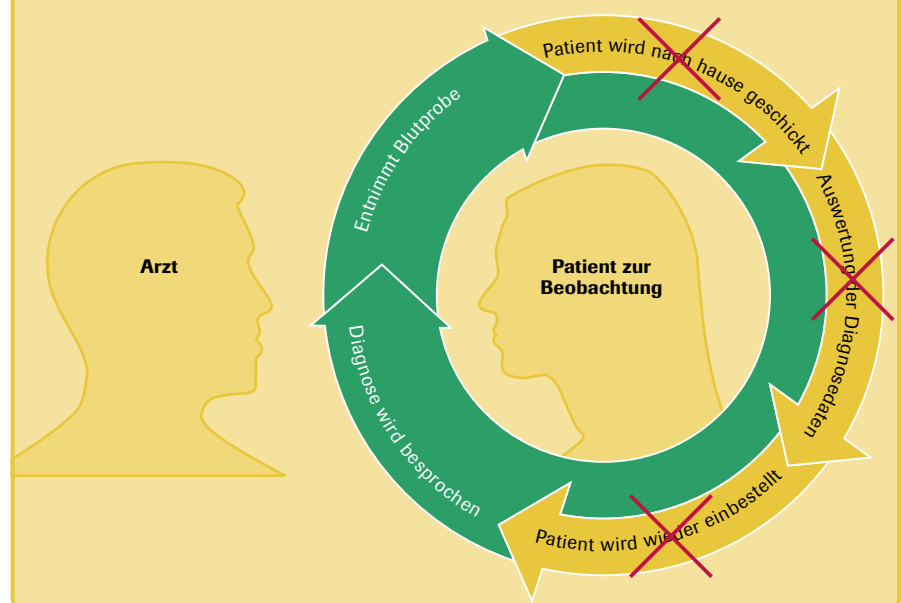 Patient wird nach hause geschickt
Entnimmt Blutprobe
Auswertung der Diagnosedaten
Arzt
Patient zur
Beobachtung
Diagnose wird besprochen
Patient wird wieder einbestellt